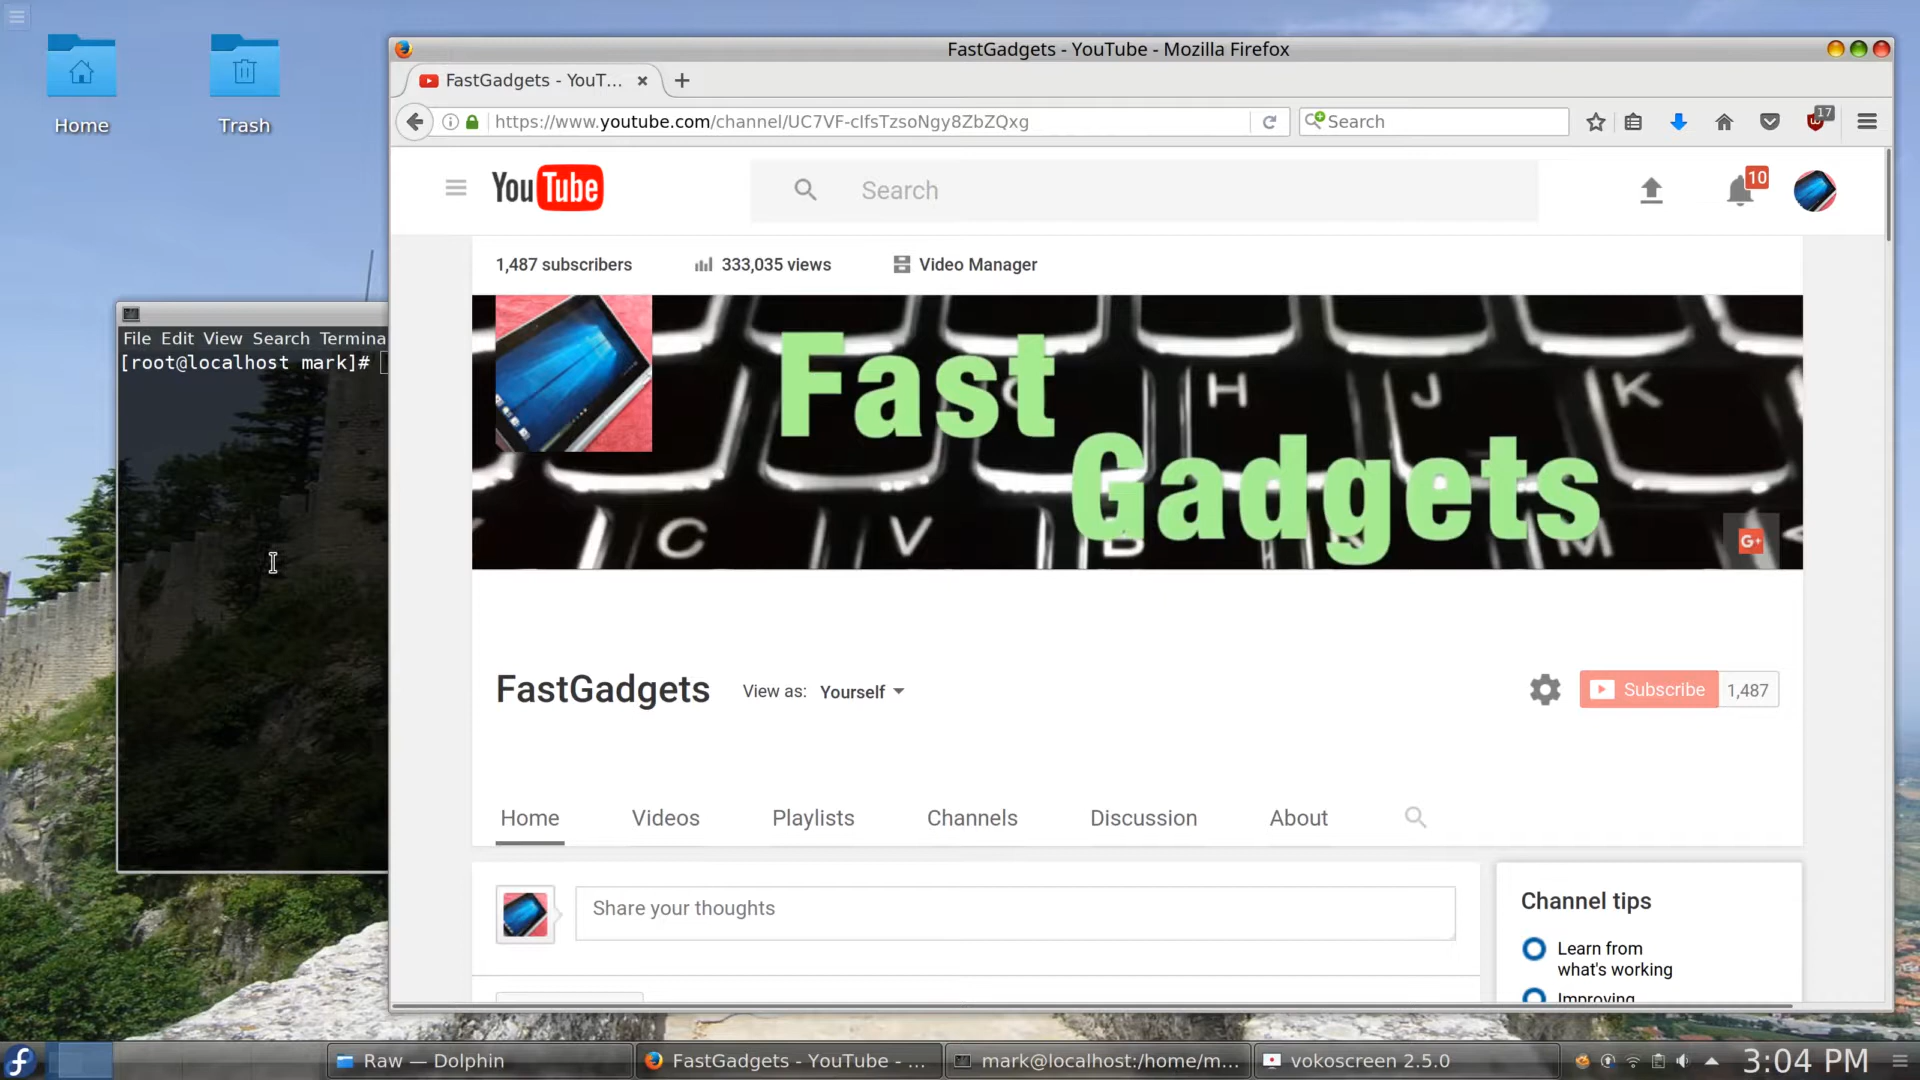 Home
Trash
FastGadgets - YouTube - Mozilla Firefox
FastGadgets - YouT...
https://www.youtube.com/channel/UC7VF-cIfsTzsoNgy8ZbZQxg
Search
17
YouTube
Search
10
1,487 subscribers
333,035 views
Video Manager
File Edit View Search Termina
[root@localhost mark]#
Fast
Gadgets
H J K
C V B M
G+
FastGadgets
View as: Yourself
Subscribe 1,487
Home
Videos
Playlists
Channels
Discussion
About
Share your thoughts
Channel tips
Learn from
what's working
Improving
Raw — Dolphin
FastGadgets - YouTube - ...
mark@localhost:/home/m...
vokoscreen 2.5.0
3:04 PM